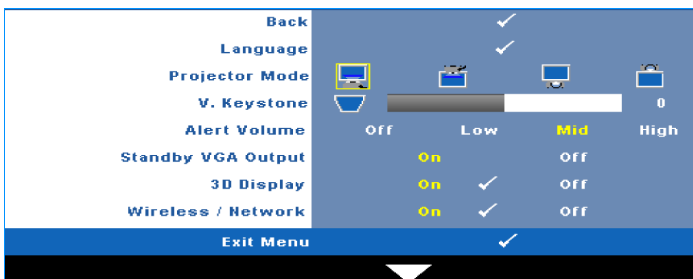 Back
Language
Projector Mode
V. Keystone 0
Alert Volume Off Low Mid High
Standby VGA Output On Off
3D Display On Off
Wireless / Network On Off
Exit Menu